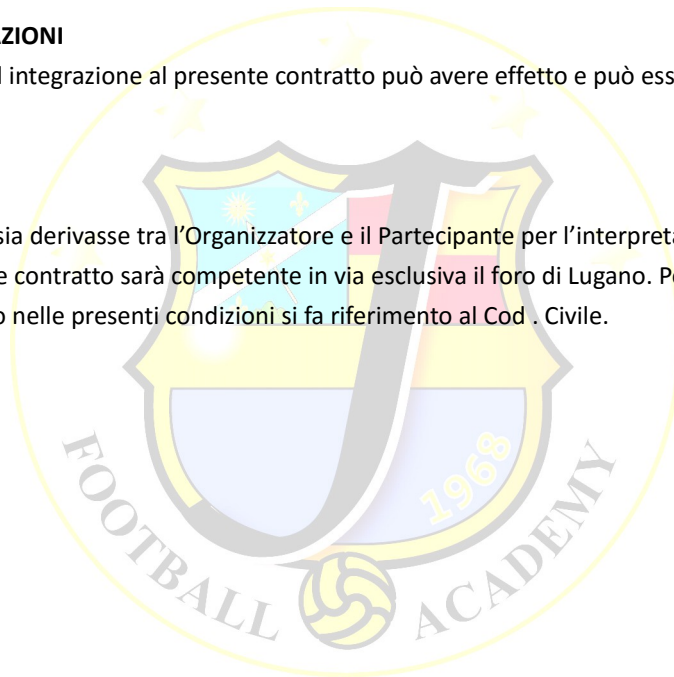 AZIONI
l integrazione al presente contratto può avere effetto e può ess
sia derivasse tra l’Organizzatore e il Partecipante per l’interpreta
e contratto sarà competente in via esclusiva il foro di Lugano. P
o nelle presenti condizioni si fa riferimento al Cod . Civile.
J
1968
FOOTBALL ACADEMY